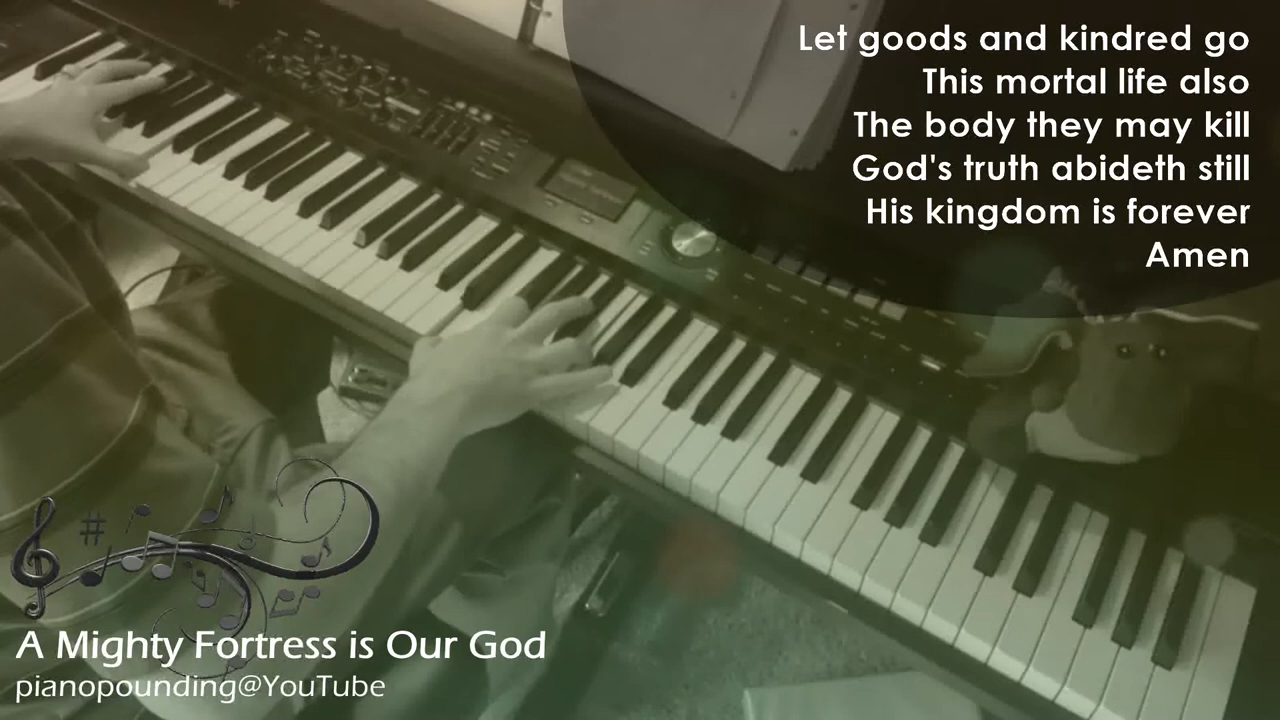 Let goods and kindred go
This mortal life also
The body they may kill
God's truth abideth still
His kingdom is forever
Amen
A Mighty Fortress is Our God
pianopounding@YouTube